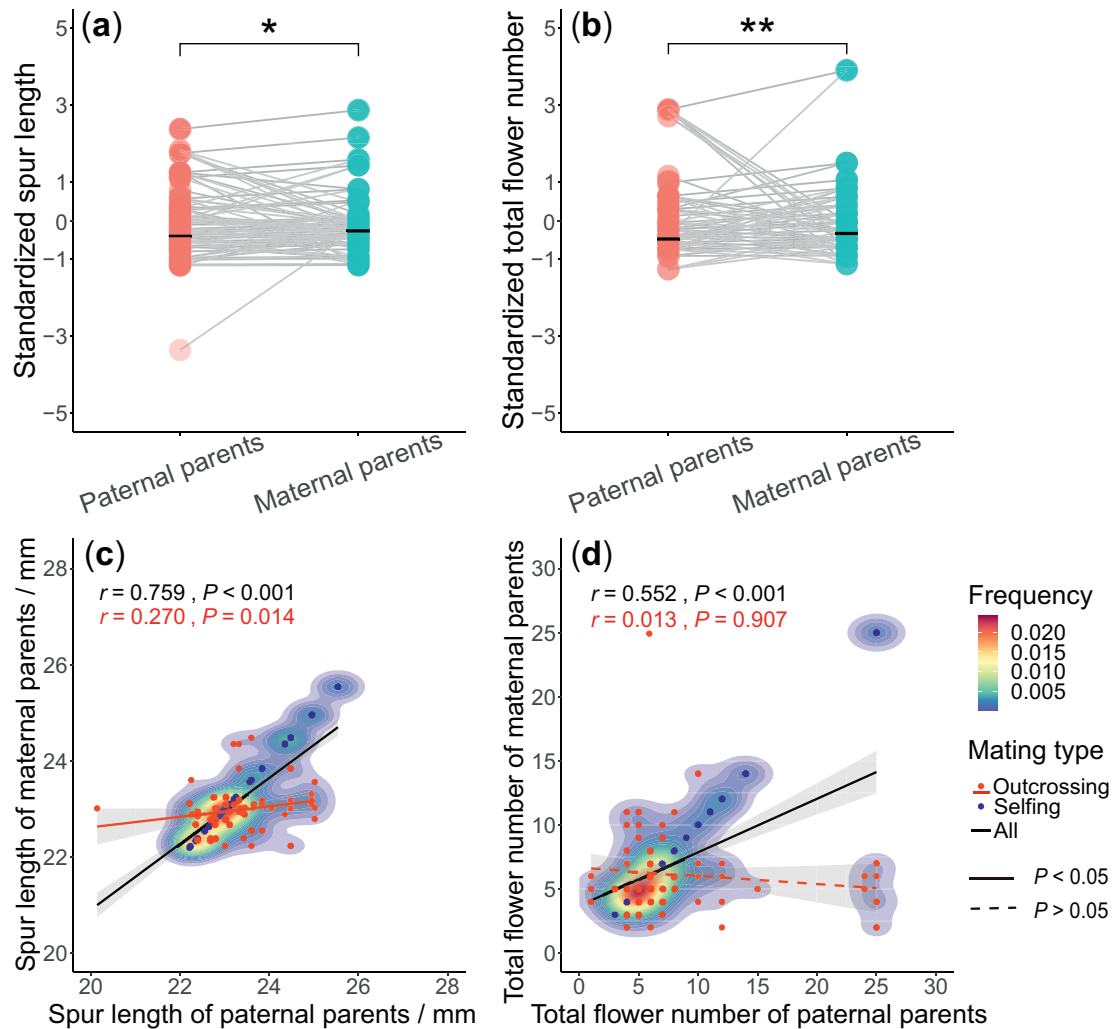 (a)
*
Standardized spur length
5
3
1
0
−1
−3
−5
Paternal parents
Maternal parents
(b)
**
Standardized total flower number
5
3
1
0
−1
−3
−5
Paternal parents
Maternal parents
(c)
r = 0.759 , P < 0.001
r = 0.270 , P = 0.014
Spur length of maternal parents / mm
28
26
24
22
20
20 22 24 26 28
Spur length of paternal parents / mm
(d)
r = 0.552 , P < 0.001
r = 0.013 , P = 0.907
Total flower number of maternal parents
30
25
20
15
10
5
0
0 5 10 15 20 25 30
Total flower number of paternal parents
Frequency
0.020
0.015
0.010
0.005
Mating type
Outcrossing
Selfing
All
P < 0.05
P > 0.05